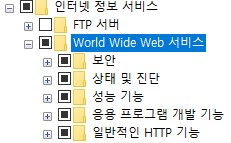 인터넷 정보 서비스
FTP 서버
World Wide Web 서비스
보안
상태 및 진단
성능 기능
응용 프로그램 개발 기능
일반적인 HTTP 기능